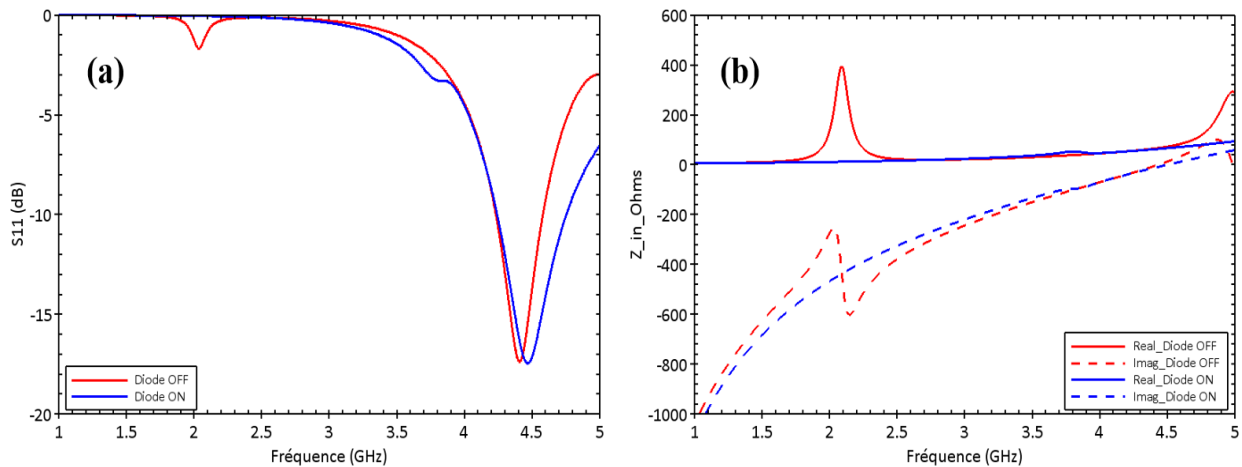 (a)
S11 (dB)
0
-5
-10
-15
-20
Diode OFF
Diode ON
1 1.5 2 2.5 3 3.5 4 4.5 5
Fréquence (GHz)
(b)
Z_in_Ohms
600
400
200
0
-200
-400
-600
-800
-1000
Real_Diode OFF
Imag_Diode OFF
Real_Diode ON
Imag_Diode ON
1 1.5 2 2.5 3 3.5 4 4.5 5
Fréquence (GHz)